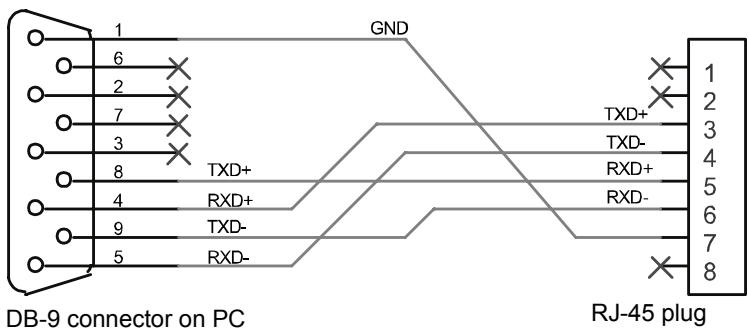 1 GND
6
2
7
3
8 TXD+
4 RXD+
9 TXD-
5 RXD-
1
2
TXD+ 3
TXD- 4
RXD+ 5
RXD- 6
7
8
DB-9 connector on PC
RJ-45 plug